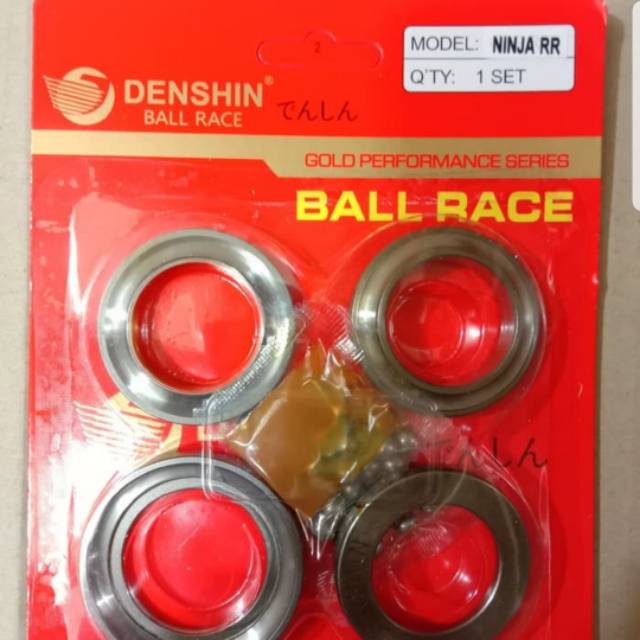 2
MODEL: NINJA RR
Q'TY: 1 SET
DENSHIN®
BALL RACE
でんしん
GOLD PERFORMANCE SERIES
BALL RACE
でんしん